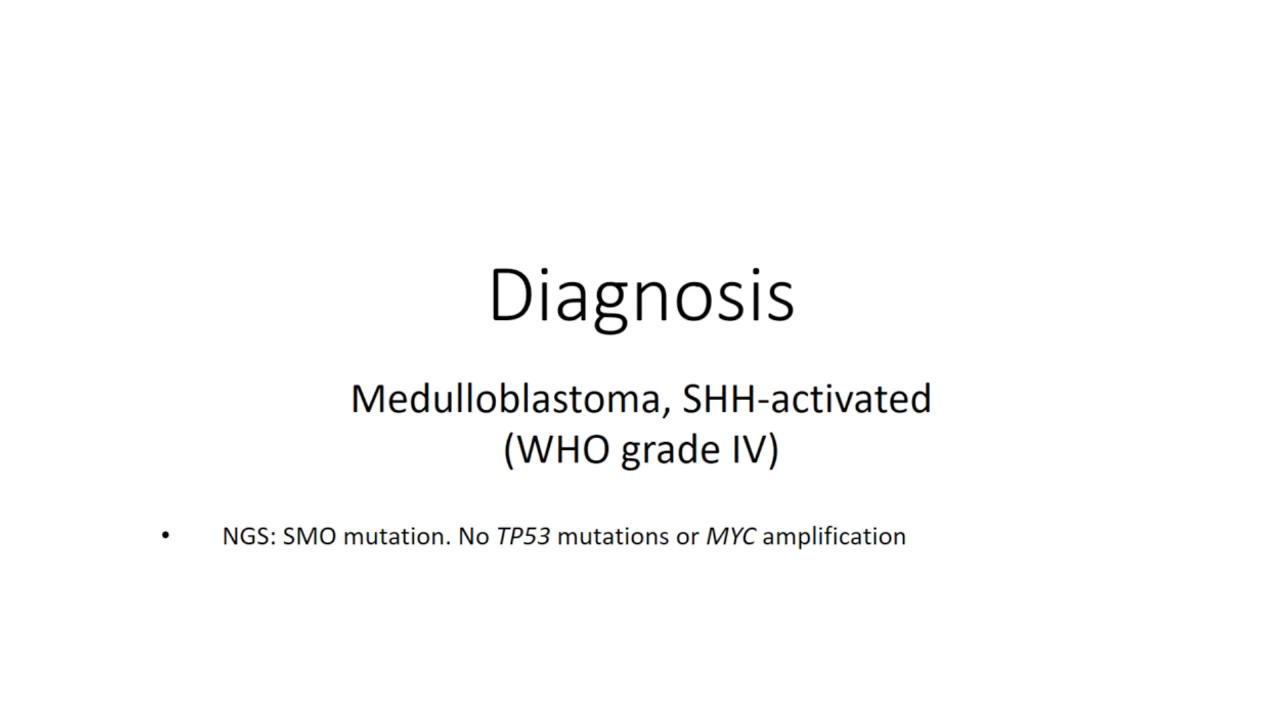 Diagnosis
Medulloblastoma, SHH-activated
(WHO grade IV)
• NGS: SMO mutation. No TP53 mutations or MYC amplification